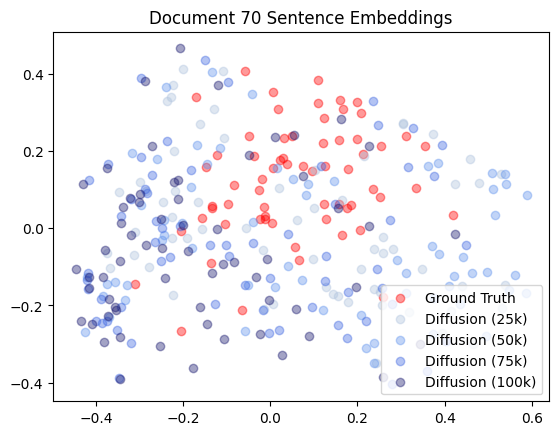 Document 70 Sentence Embeddings
0.4
0.2
0.0
−0.2
−0.4
−0.4
−0.2
0.0
0.2
0.4
0.6
Ground Truth
Diffusion (25k)
Diffusion (50k)
Diffusion (75k)
Diffusion (100k)